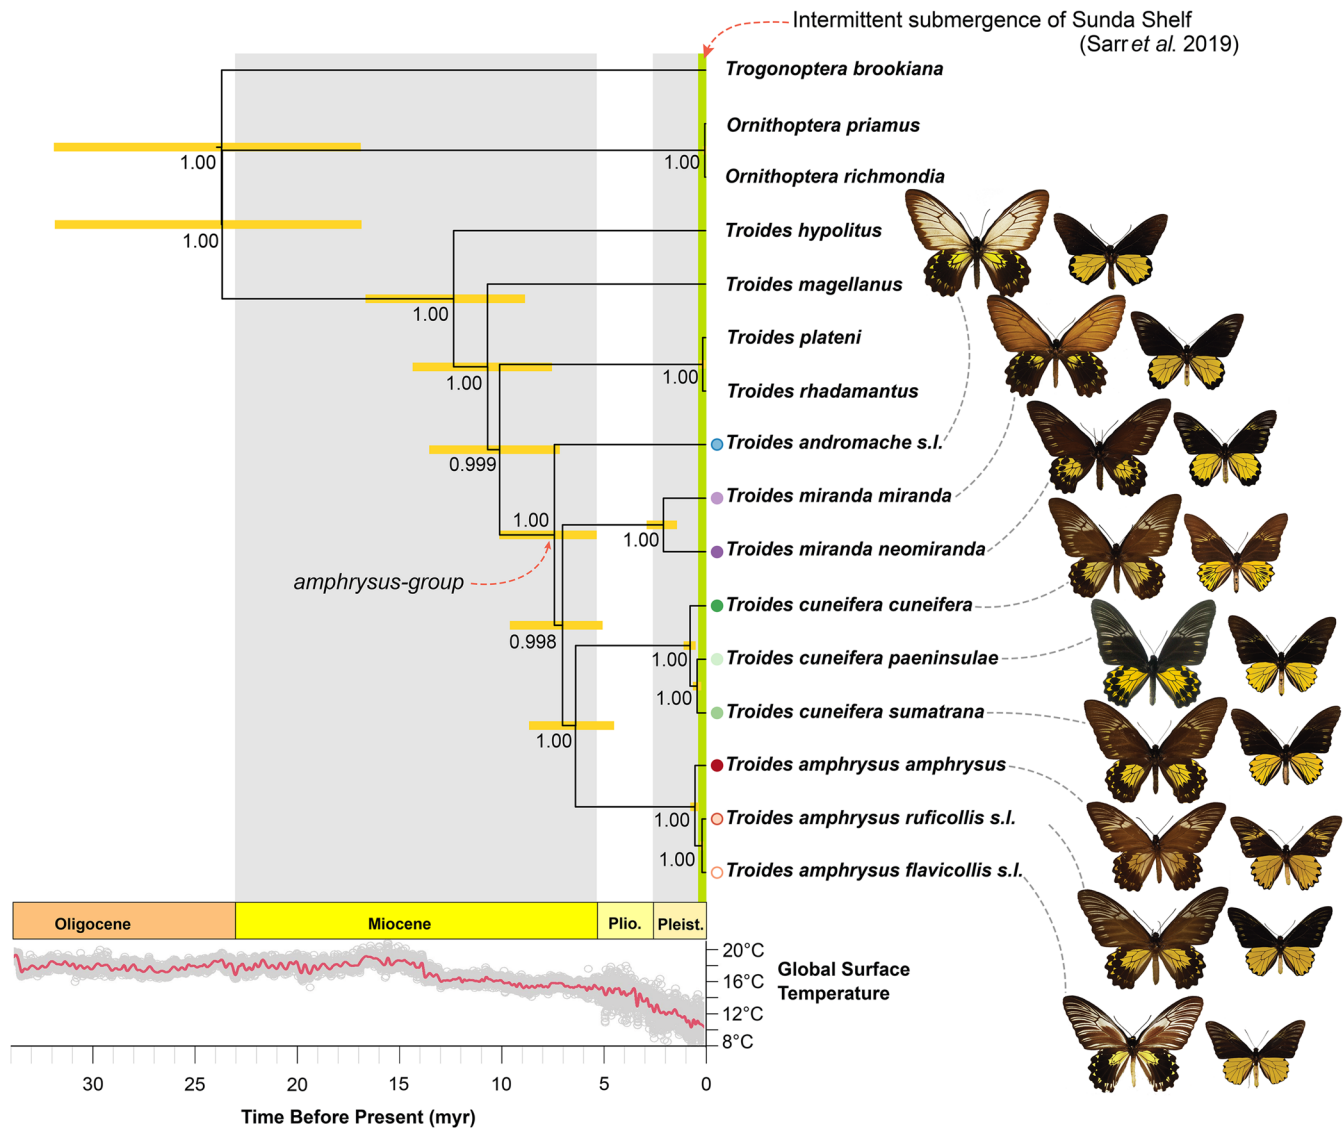 Intermittent submergence of Sunda Shelf
(Sarr et al. 2019)
Trogonoptera brookiana
Ornithoptera priamus
1.00
1.00
Ornithoptera richmondia
Troides hypolitus
1.00
Troides magellanus
1.00
Troides plateni
1.00
1.00
Troides rhadamantus
Troides andromache s.l.
0.999
Troides miranda miranda
1.00
1.00
Troides miranda neomiranda
amphrysus-group
Troides cuneifera cuneifera
0.998
1.00
Troides cuneifera paeninsulae
1.00
Troides cuneifera sumatrana
1.00
Troides amphrysus amphrysus
1.00
Troides amphrysus ruficollis s.l.
1.00
Troides amphrysus flavicollis s.l.
Oligocene
Miocene
Plio.
Pleist.
20°C
16°C
12°C
8°C
Global Surface
Temperature
30
25
20
15
10
5
0
Time Before Present (myr)